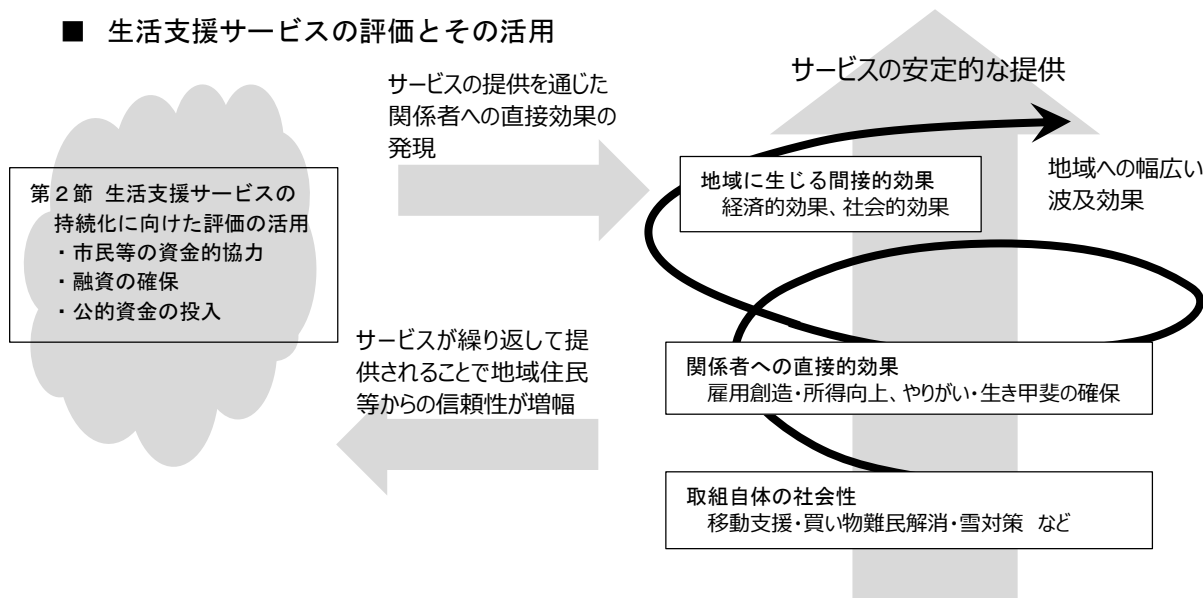 ■ 生活支援サービスの評価とその活用
サービスの提供を通じた
関係者への直接効果の
発現
サービスの安定的な提供
第２節 生活支援サービスの
持続化に向けた評価の活用
・市民等の資金的協力
・融資の確保
・公的資金の投入
地域に生じる間接的効果
経済的効果、社会的効果
地域への幅広い
波及効果
サービスが繰り返して提
供されることで地域住民
等からの信頼性が増幅
関係者への直接的効果
雇用創造・所得向上、やりがい・生き甲斐の確保
取組自体の社会性
移動支援・買い物難民解消・雪対策 など